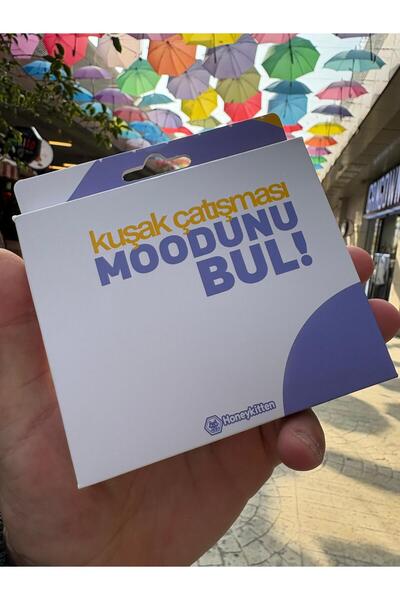 kuşak çatışması
MOODUNU
BUL!
Honeykitten